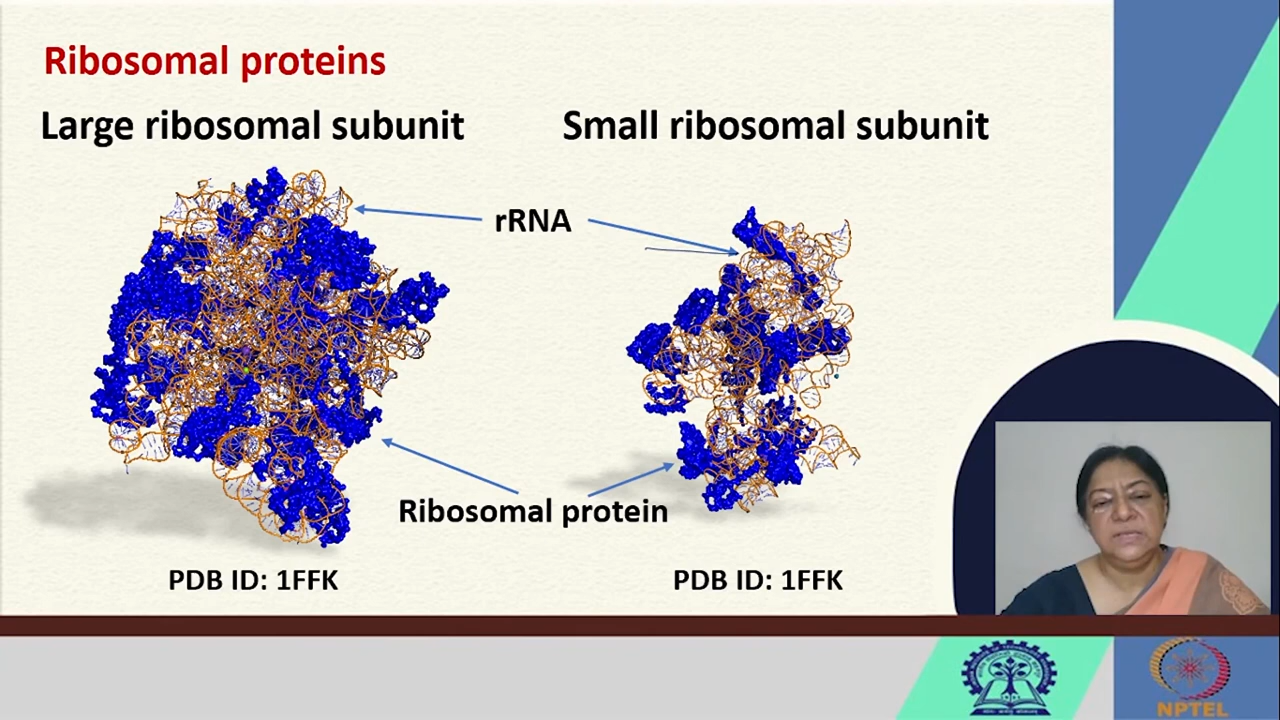 Ribosomal proteins
Large ribosomal subunit
Small ribosomal subunit
rRNA
Ribosomal protein
PDB ID: 1FFK
PDB ID: 1FFK
NPTEL